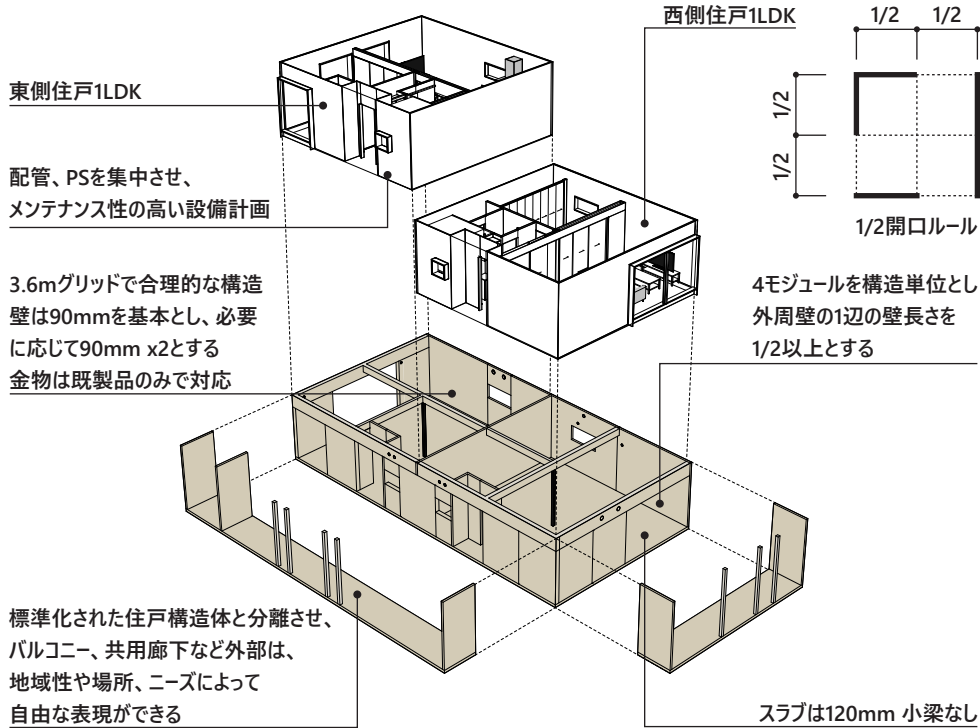 東側住戸1LDK
配管、PSを集中させ、
メンテナンス性の高い設備計画
3.6mグリッドで合理的な構造
壁は90mmを基本とし、必要
に応じて90mm x2とする
金物は既製品のみで対応
標準化された住戸構造体と分離させ、
バルコニー、共用廊下など外部は、
地域性や場所、ニーズによって
自由な表現ができる
西側住戸1LDK
1/2 1/2
1/2
1/2
1/2開口ルール
4モジュールを構造単位とし
外周壁の1辺の壁長さを
1/2以上とする
スラブは120mm 小梁なし